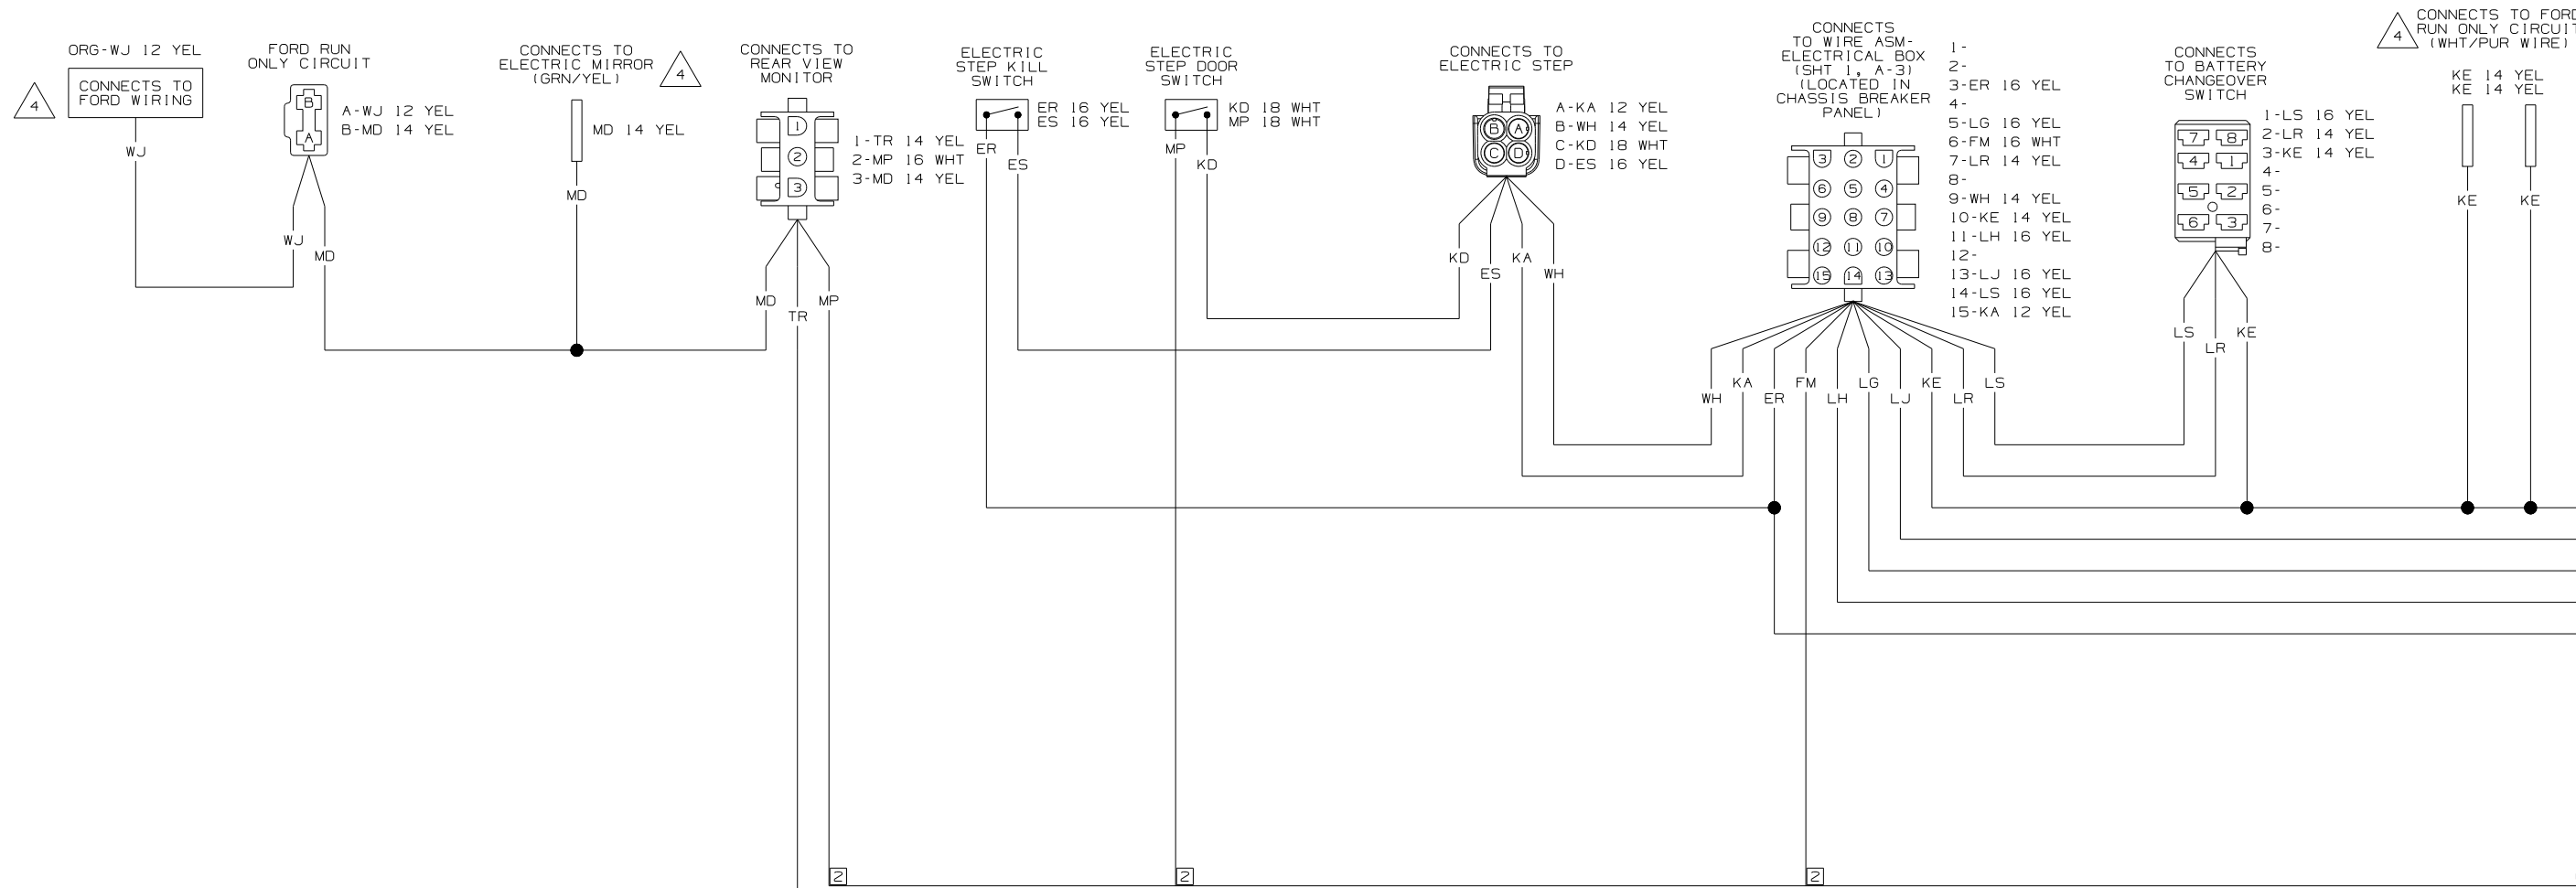 ORG-WJ 12 YEL
CONNECTS TO
FORD WIRING
4
WJ
FORD RUN
ONLY CIRCUIT
B
A
A-WJ 12 YEL
B-MD 14 YEL
WJ
MD
CONNECTS TO
ELECTRIC MIRROR
(GRN/YEL)
4
MD 14 YEL
MD
CONNECTS TO
REAR VIEW
MONITOR
1
2
3
1-TR 14 YEL
2-MP 16 WHT
3-MD 14 YEL
MD
TR
MP
2
ELECTRIC
STEP KILL
SWITCH
ER 16 YEL
ES 16 YEL
ER
ES
ELECTRIC
STEP DOOR
SWITCH
KD 18 WHT
MP 18 WHT
MP
KD
2
CONNECTS TO
ELECTRIC STEP
B A
C D
A-KA 12 YEL
B-WH 14 YEL
C-KD 18 WHT
D-ES 16 YEL
KD
ES
KA
WH
CONNECTS
TO WIRE ASM-
ELECTRICAL BOX
(SHT 1, A-3)
(LOCATED IN
CHASSIS BREAKER
PANEL)
3 2 1
6 5 4
9 8 7
12 11 10
15 14 13
1-
2-
3-ER 16 YEL
4-
5-LG 16 YEL
6-FM 16 WHT
7-LR 14 YEL
8-
9-WH 14 YEL
10-KE 14 YEL
11-LH 16 YEL
12-
13-LJ 16 YEL
14-LS 16 YEL
15-KA 12 YEL
WH
KA
ER
FM
LH
LG
LJ
KE
LR
LS
2
CONNECTS
TO BATTERY
CHANGEOVER
SWITCH
7 8
4 1
5 2
6 3
1-LS 16 YEL
2-LR 14 YEL
3-KE 14 YEL
4-
5-
6-
7-
8-
LS
LR
KE
4
CONNECTS TO FORD
RUN ONLY CIRCUIT
(WHT/PUR WIRE)
KE 14 YEL
KE 14 YEL
KE
KE